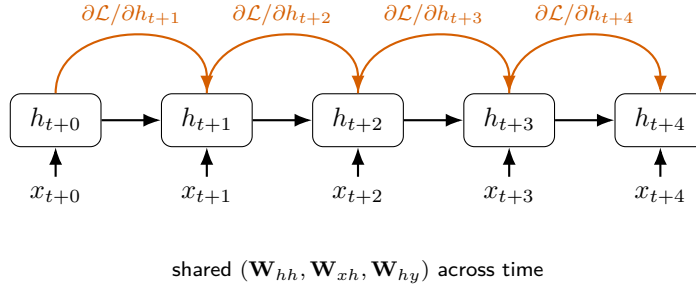 ∂ℒ/∂h_{t+1} ∂ℒ/∂h_{t+2} ∂ℒ/∂h_{t+3} ∂ℒ/∂h_{t+4}
h_{t+0} h_{t+1} h_{t+2} h_{t+3} h_{t+4}
x_{t+0} x_{t+1} x_{t+2} x_{t+3} x_{t+4}
shared (𝐖_{hh}, 𝐖_{xh}, 𝐖_{hy}) across time